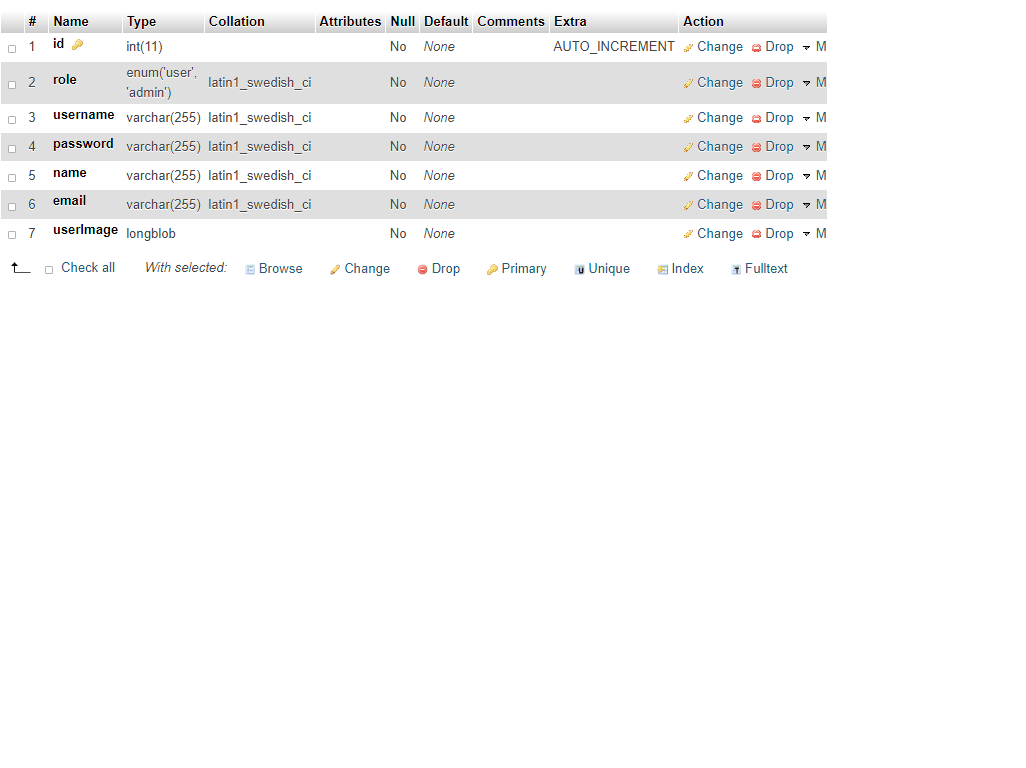 # Name Type Collation Attributes Null Default Comments Extra Action
1 id int(11) No None AUTO_INCREMENT Change Drop M
2 role enum('user', 'admin') latin1_swedish_ci No None Change Drop M
3 username varchar(255) latin1_swedish_ci No None Change Drop M
4 password varchar(255) latin1_swedish_ci No None Change Drop M
5 name varchar(255) latin1_swedish_ci No None Change Drop M
6 email varchar(255) latin1_swedish_ci No None Change Drop M
7 userImage longblob No None Change Drop M
Check all With selected: Browse Change Drop Primary Unique Index Fulltext